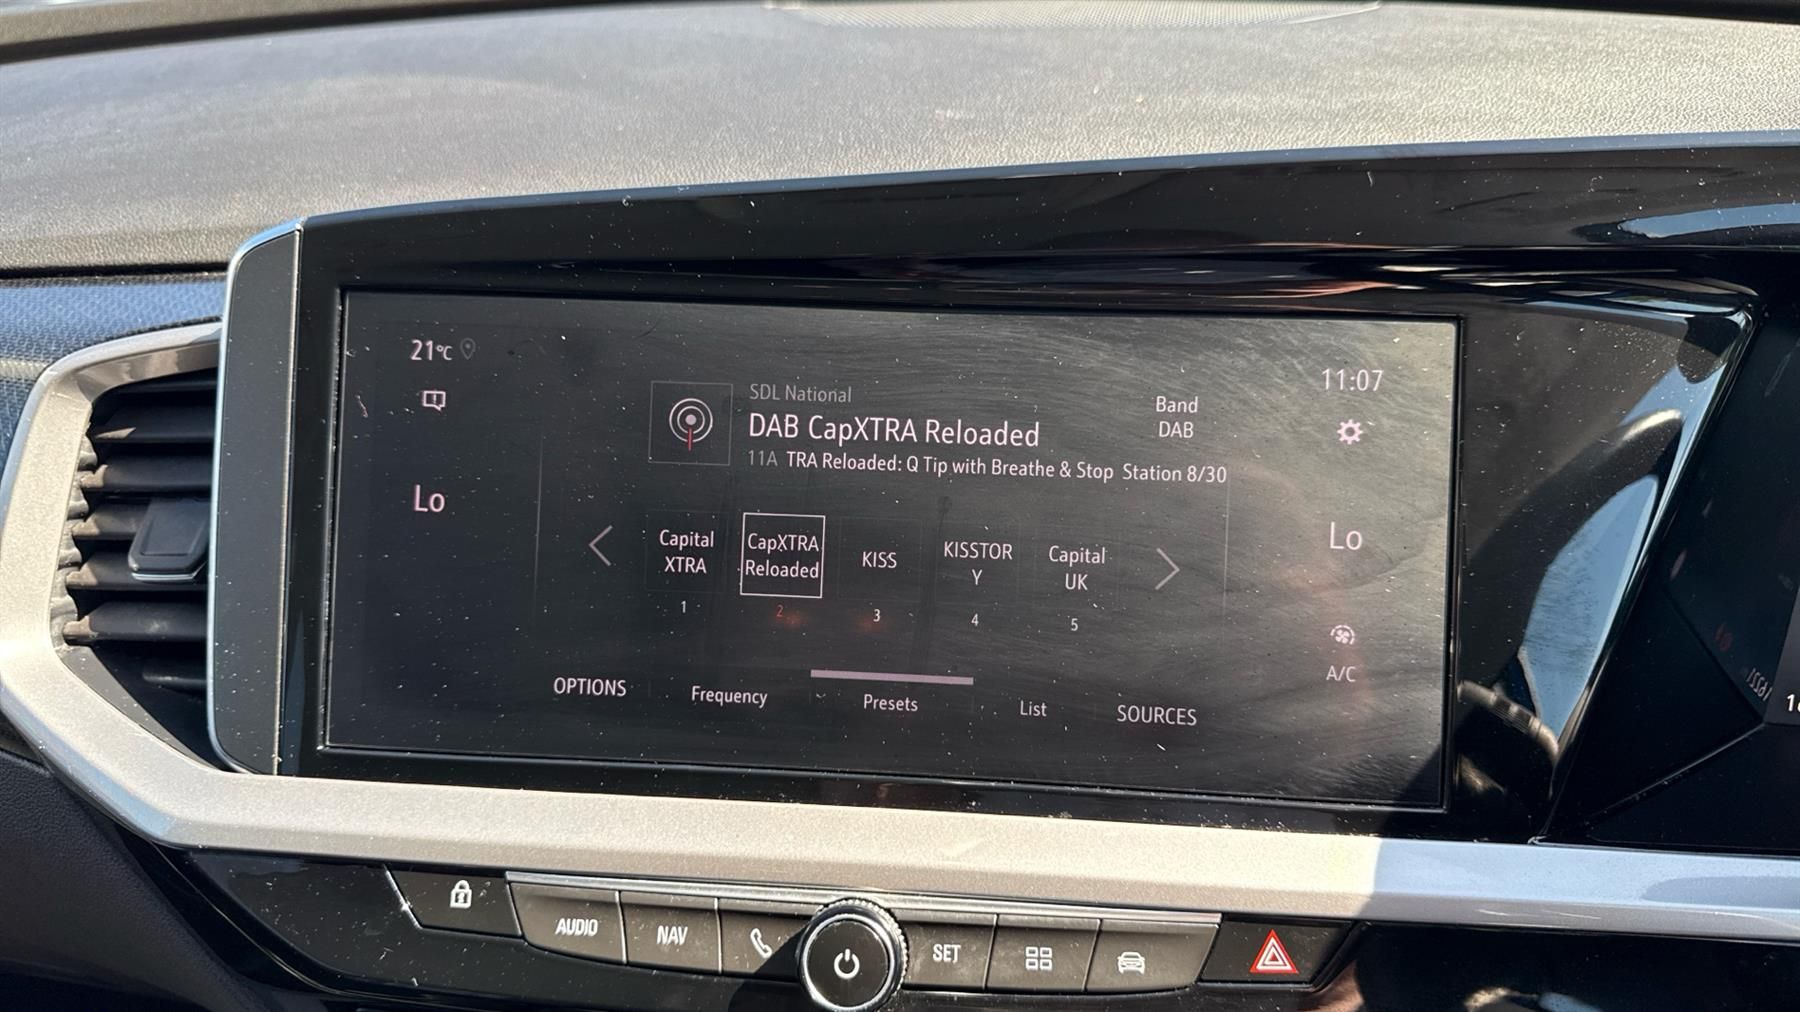 21°C
11:07
SDL National
DAB CapXTRA Reloaded
11A TRA Reloaded: Q Tip with Breathe & Stop Station 8/30
Band
DAB
Lo
Lo
Capital
XTRA
1
CapXTRA
Reloaded
2
KISS
3
KISSTOR
Y
4
Capital
UK
5
A/C
OPTIONS
Frequency
Presets
List
SOURCES
AUDIO
NAV
SET